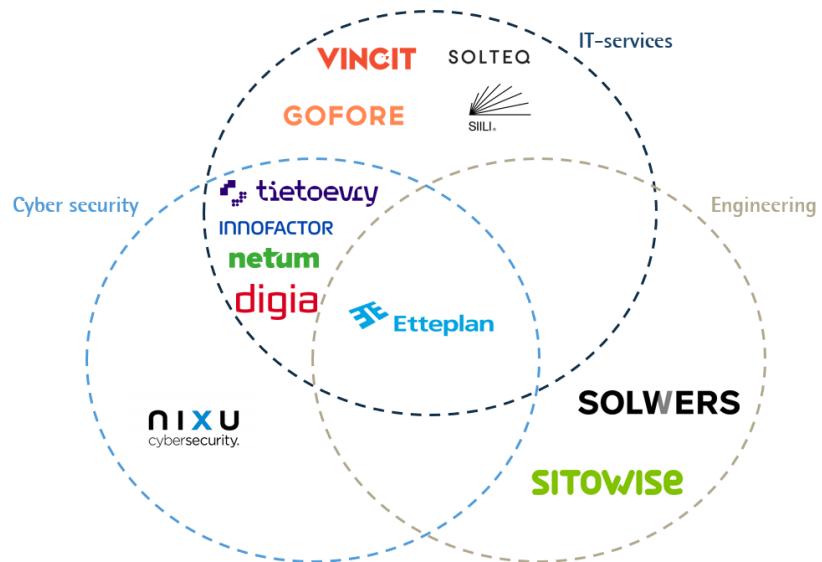 IT-services
VINCIT
SOLTEQ
GOFORE
SIILI®
Cyber security
tietoevry
Engineering
INNOFACTOR
netum
digia
Etteplan
SOLWERS
nixu
cybersecurity.
SITOWISE